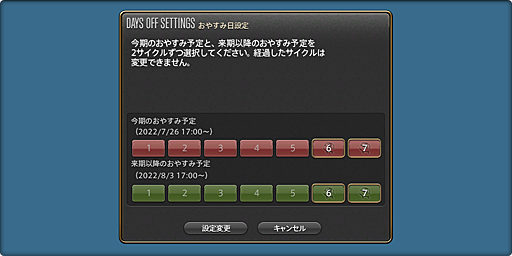 DAYS OFF SETTINGS おやすみ日設定
今期のおやすみ予定と、来期以降のおやすみ予定を
2サイクルずつ選択してください。経過したサイクルは
変更できません。
今期のおやすみ予定
（2022/7/26 17:00～）
1 2 3 4 5 6 7
来期以降のおやすみ予定
（2022/8/3 17:00～）
1 2 3 4 5 6 7
設定変更 キャンセル